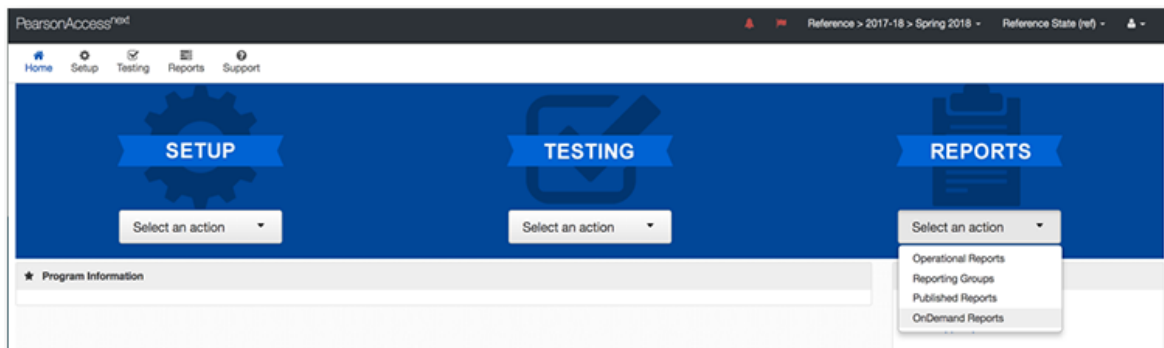 PearsonAccessnext
Reference > 2017-18 > Spring 2018
Reference State (ref)
Home
Setup
Testing
Reports
Support
SETUP
TESTING
REPORTS
Select an action
Select an action
Select an action
Operational Reports
Reporting Groups
Published Reports
OnDemand Reports
Program Information